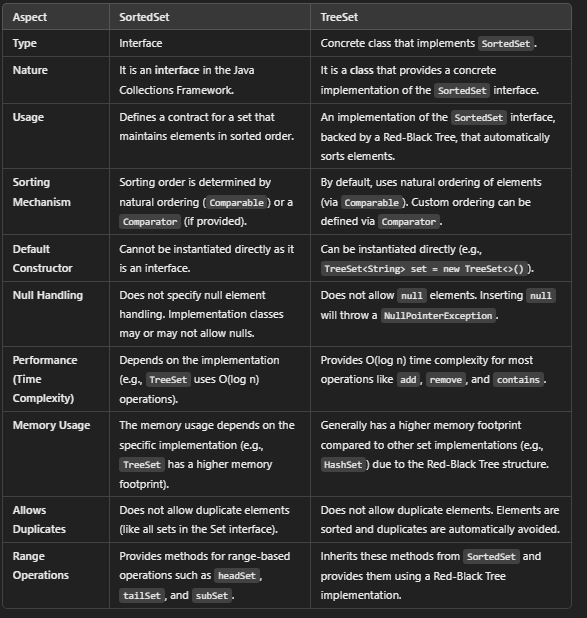 Aspect SortedSet TreeSet
Type Interface Concrete class that implements SortedSet.
Nature It is an interface in the Java It is a class that provides a concrete
Collections Framework. implementation of the SortedSet interface.
Usage Defines a contract for a set that An implementation of the SortedSet interface,
maintains elements in sorted order. backed by a Red-Black Tree, that automatically
sorts elements.
Sorting Sorting order is determined by By default, uses natural ordering of elements
Mechanism natural ordering (Comparable) or a (via Comparable). Custom ordering can be
Comparator (if provided). defined via Comparator.
Default Cannot be instantiated directly as it Can be instantiated directly (e.g.,
Constructor is an interface. TreeSet<String> set = new TreeSet<>()).
Null Handling Does not specify null element Does not allow null elements. Inserting null
handling. Implementation classes will throw a NullPointerException.
may or may not allow nulls.
Performance Depends on the implementation Provides O(log n) time complexity for most
(Time (e.g., TreeSet uses O(log n) operations like add, remove, and contains.
Complexity) operations).
Memory Usage The memory usage depends on the Generally has a higher memory footprint
specific implementation (e.g., compared to other set implementations (e.g.,
TreeSet has a higher memory HashSet) due to the Red-Black Tree structure.
footprint).
Allows Does not allow duplicate elements Does not allow duplicate elements. Elements are
Duplicates (like all sets in the Set interface). sorted and duplicates are automatically avoided.
Range Provides methods for range-based Inherits these methods from SortedSet and
Operations operations such as headSet, provides them using a Red-Black Tree
tailSet, and subSet. implementation.